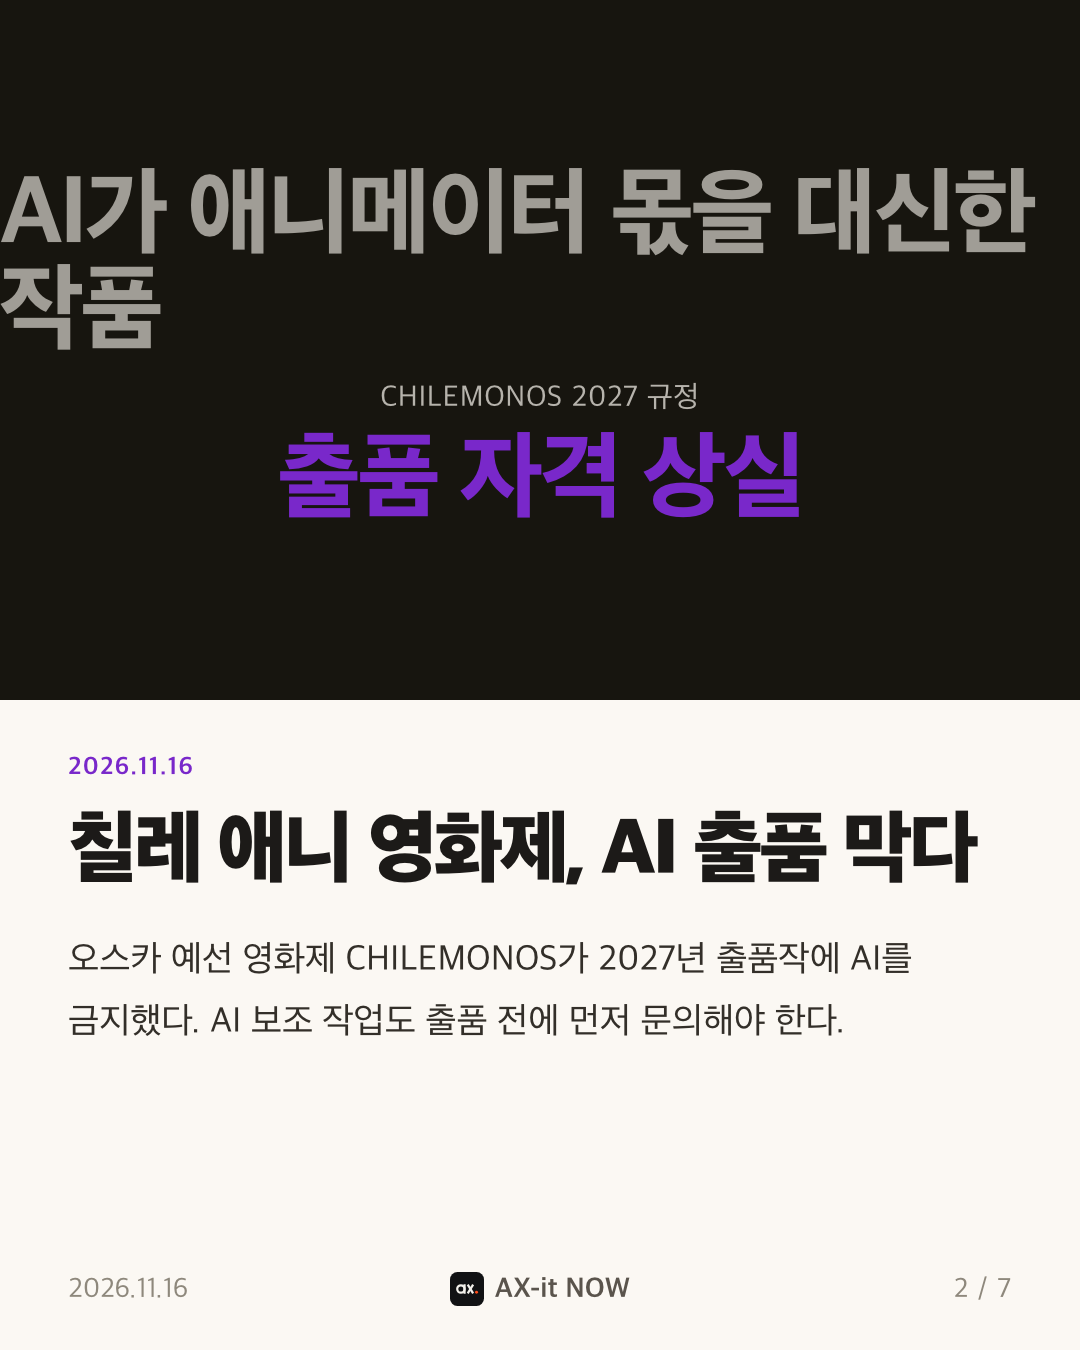 AI가 애니메이터 몫을 대신한
작품
CHILEMONOS 2027 규정
출품 자격 상실
2026.11.16
칠레 애니 영화제, AI 출품 막다
오스카 예선 영화제 CHILEMONOS가 2027년 출품작에 AI를
금지했다. AI 보조 작업도 출품 전에 먼저 문의해야 한다.
2026.11.16
ax. AX-it NOW
2 / 7